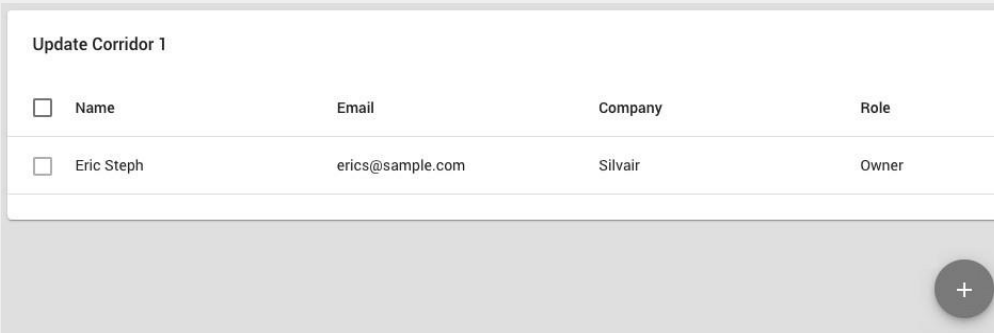 Update Corridor 1
Name Email Company Role
Eric Steph erics@sample.com Silvair Owner
+